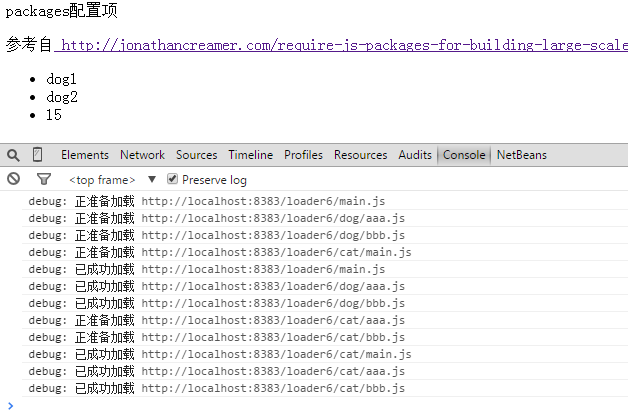 packages配置项
参考自 http://jonathancreamer.com/require-js-packages-for-building-large-scale
• dog1
• dog2
• 15
Elements Network Sources Timeline Profiles Resources Audits Console NetBeans
<top frame> ▼ Preserve log
debug: 正准备加载 http://localhost:8383/loader6/main.js
debug: 正准备加载 http://localhost:8383/loader6/dog/aaa.js
debug: 正准备加载 http://localhost:8383/loader6/dog/bbb.js
debug: 正准备加载 http://localhost:8383/loader6/cat/main.js
debug: 已成功加载 http://localhost:8383/loader6/main.js
debug: 已成功加载 http://localhost:8383/loader6/dog/aaa.js
debug: 已成功加载 http://localhost:8383/loader6/dog/bbb.js
debug: 正准备加载 http://localhost:8383/loader6/cat/aaa.js
debug: 正准备加载 http://localhost:8383/loader6/cat/bbb.js
debug: 已成功加载 http://localhost:8383/loader6/cat/main.js
debug: 已成功加载 http://localhost:8383/loader6/cat/aaa.js
debug: 已成功加载 http://localhost:8383/loader6/cat/bbb.js